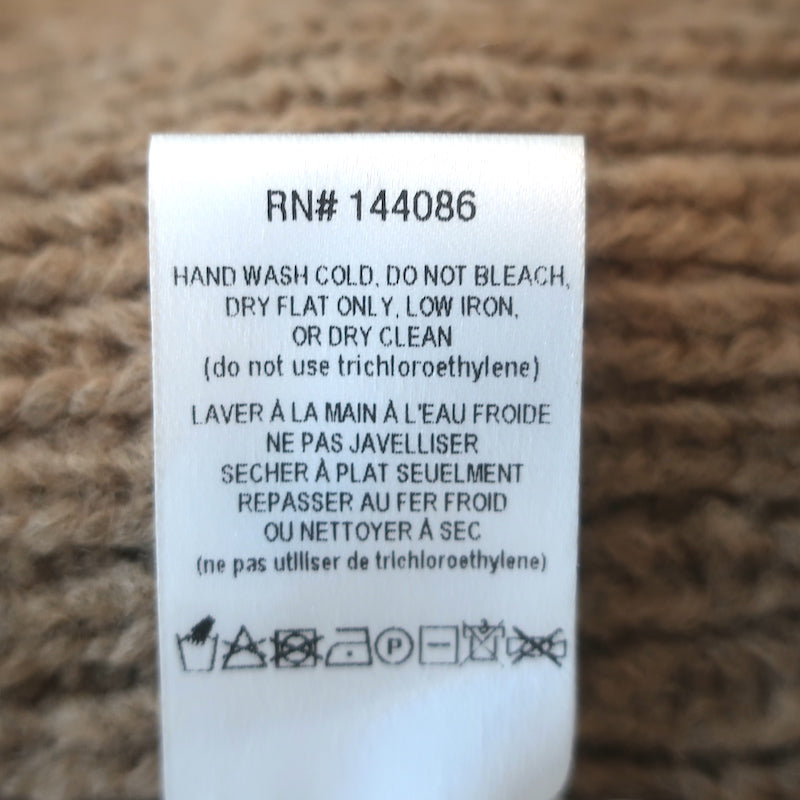 RN# 144086
HAND WASH COLD, DO NOT BLEACH,
DRY FLAT ONLY, LOW IRON,
OR DRY CLEAN
(do not use trichloroethylene)
LAVER À LA MAIN À L'EAU FROIDE
NE PAS JAVELLISER
SECHER À PLAT SEUELMENT
REPASSER AU FER FROID
OU NETTOYER À SEC
(ne pas utiliser de trichloroethylene)
P